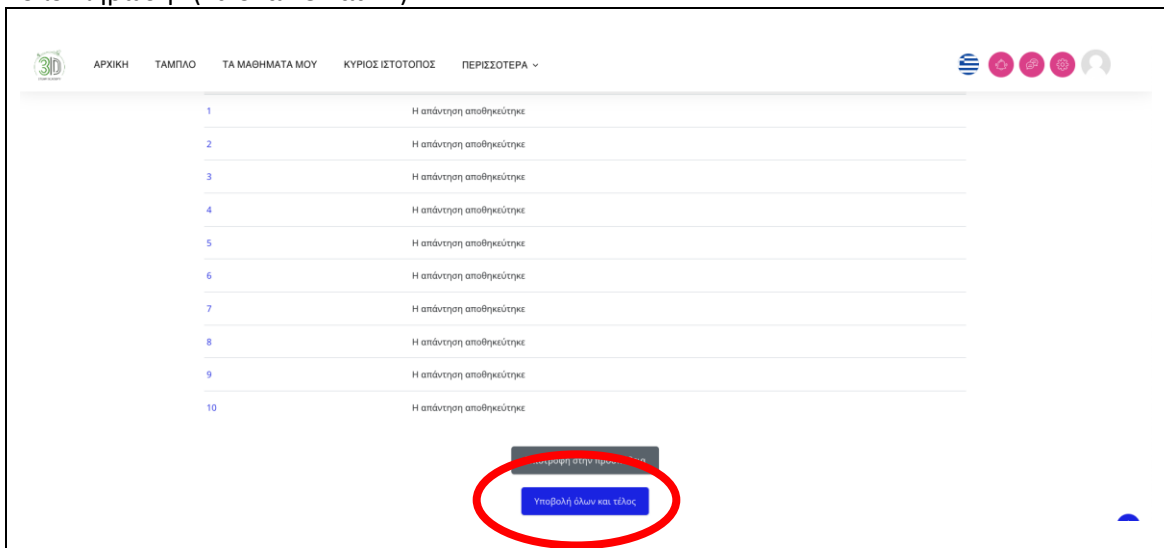 ΑΡΧΙΚΗ ΤΑΜΠΛΟ ΤΑ ΜΑΘΗΜΑΤΑ ΜΟΥ ΚΥΡΙΟΣ ΙΣΤΟΤΟΠΟΣ ΠΕΡΙΣΣΟΤΕΡΑ
1 Η απάντηση αποθηκεύτηκε
2 Η απάντηση αποθηκεύτηκε
3 Η απάντηση αποθηκεύτηκε
4 Η απάντηση αποθηκεύτηκε
5 Η απάντηση αποθηκεύτηκε
6 Η απάντηση αποθηκεύτηκε
7 Η απάντηση αποθηκεύτηκε
8 Η απάντηση αποθηκεύτηκε
9 Η απάντηση αποθηκεύτηκε
10 Η απάντηση αποθηκεύτηκε
στην
Υποβολή όλων και τέλος